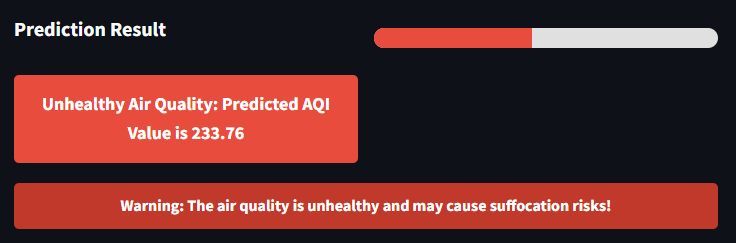 Prediction Result
Unhealthy Air Quality: Predicted AQI
Value is 233.76
Warning: The air quality is unhealthy and may cause suffocation risks!